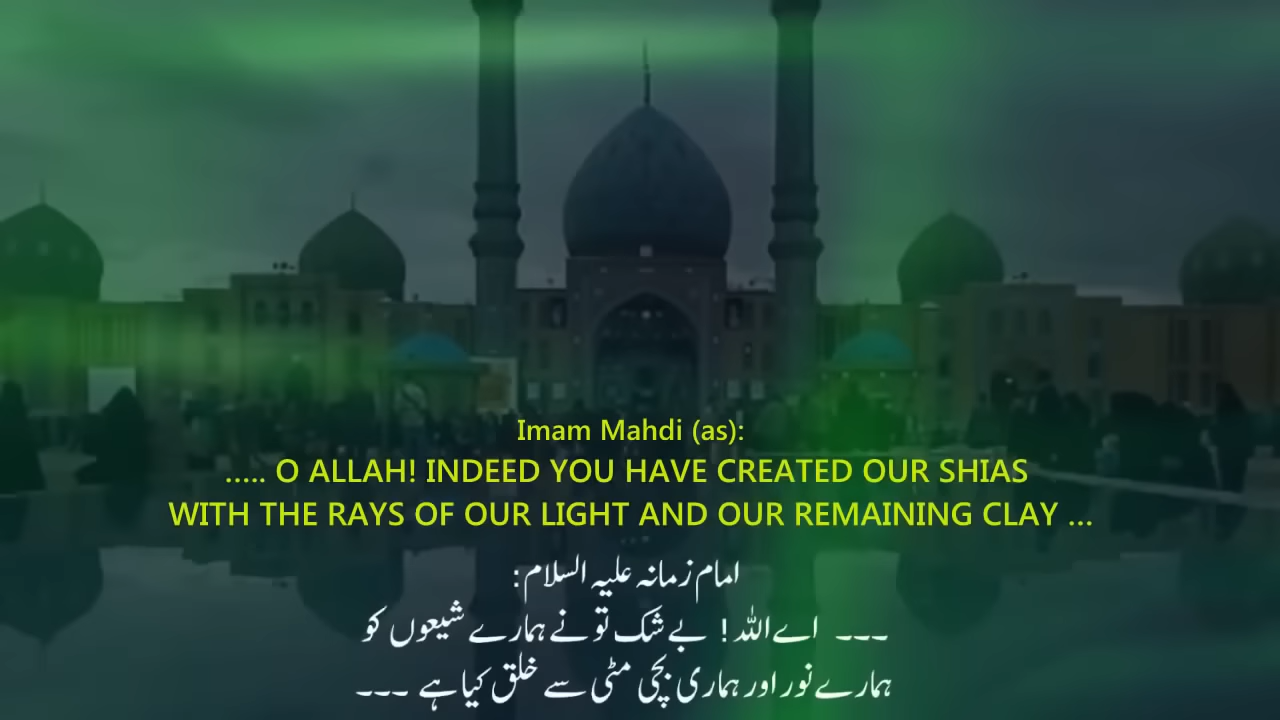 Imam Mahdi (as):
..... O ALLAH! INDEED YOU HAVE CREATED OUR SHIAS
WITH THE RAYS OF OUR LIGHT AND OUR REMAINING CLAY ...
امام زمانہ علیہ السلام:
--- اے اللہ! بے شک تو نے ہمارے شیعوں کو
ہمارے نور اور ہماری بچی مٹی سے خلق کیا ہے ---